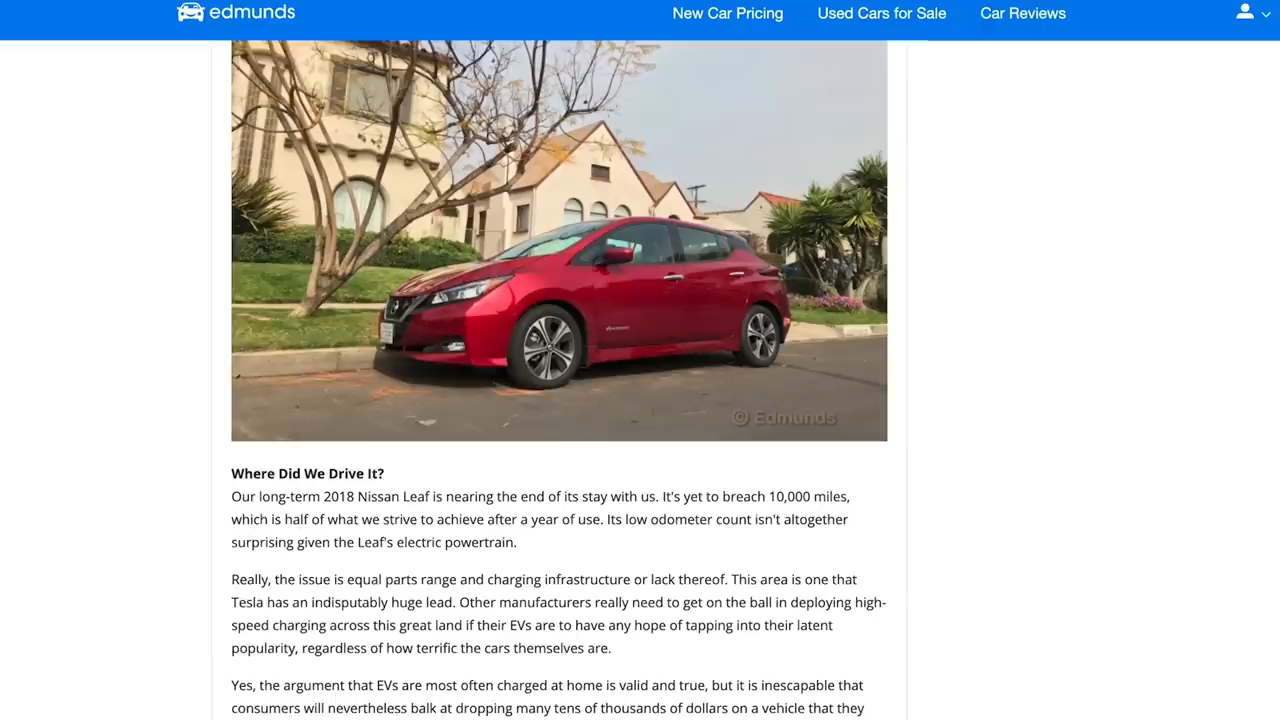 edmunds
New Car Pricing
Used Cars for Sale
Car Reviews
© Edmunds
Where Did We Drive It?
Our long-term 2018 Nissan Leaf is nearing the end of its stay with us. It's yet to breach 10,000 miles,
which is half of what we strive to achieve after a year of use. Its low odometer count isn't altogether
surprising given the Leaf's electric powertrain.
Really, the issue is equal parts range and charging infrastructure or lack thereof. This area is one that
Tesla has an indisputably huge lead. Other manufacturers really need to get on the ball in deploying high-
speed charging across this great land if their EVs are to have any hope of tapping into their latent
popularity, regardless of how terrific the cars themselves are.
Yes, the argument that EVs are most often charged at home is valid and true, but it is inescapable that
consumers will nevertheless balk at dropping many tens of thousands of dollars on a vehicle that they